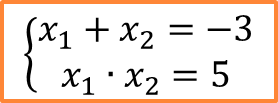 x₁ + x₂ = −3
x₁ · x₂ = 5